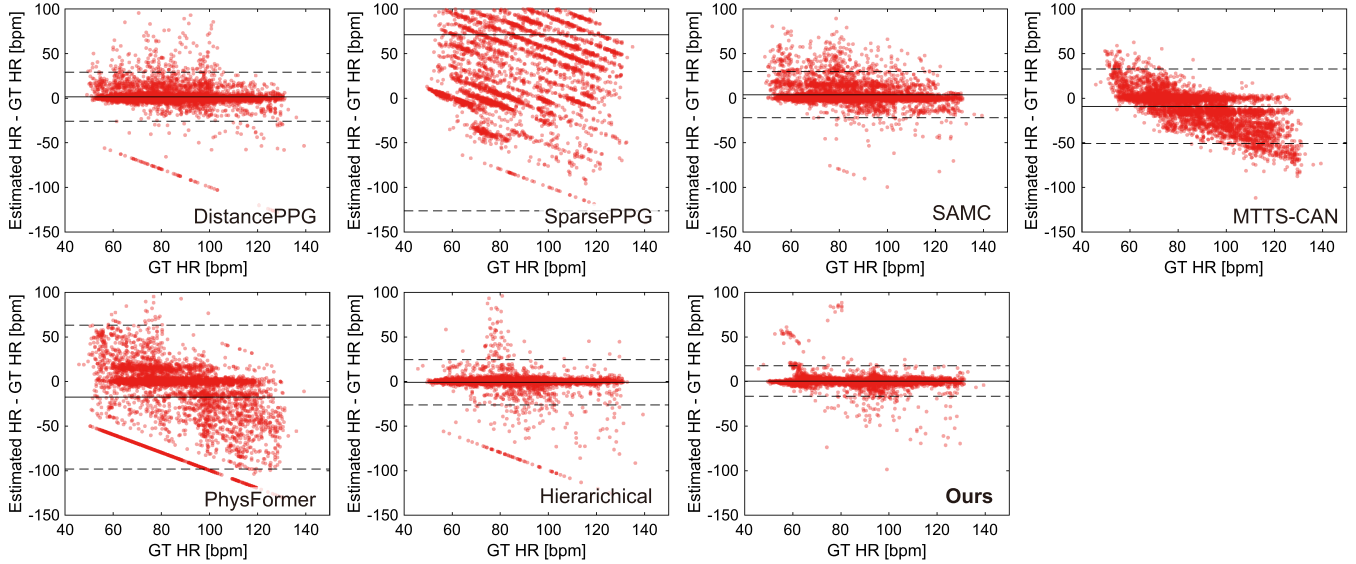 Estimated HR - GT HR [bpm]
100
50
0
-50
-100
-150
40 60 80 100 120 140
GT HR [bpm]
DistancePPG
Estimated HR - GT HR [bpm]
100
50
0
-50
-100
-150
40 60 80 100 120 140
GT HR [bpm]
SparsePPG
Estimated HR - GT HR [bpm]
100
50
0
-50
-100
-150
40 60 80 100 120 140
GT HR [bpm]
SAMC
Estimated HR - GT HR [bpm]
100
50
0
-50
-100
-150
40 60 80 100 120 140
GT HR [bpm]
MTTS-CAN
Estimated HR - GT HR [bpm]
100
50
0
-50
-100
-150
40 60 80 100 120 140
GT HR [bpm]
PhysFormer
Estimated HR - GT HR [bpm]
100
50
0
-50
-100
-150
40 60 80 100 120 140
GT HR [bpm]
Hierarichical
Estimated HR - GT HR [bpm]
100
50
0
-50
-100
-150
40 60 80 100 120 140
GT HR [bpm]
Ours